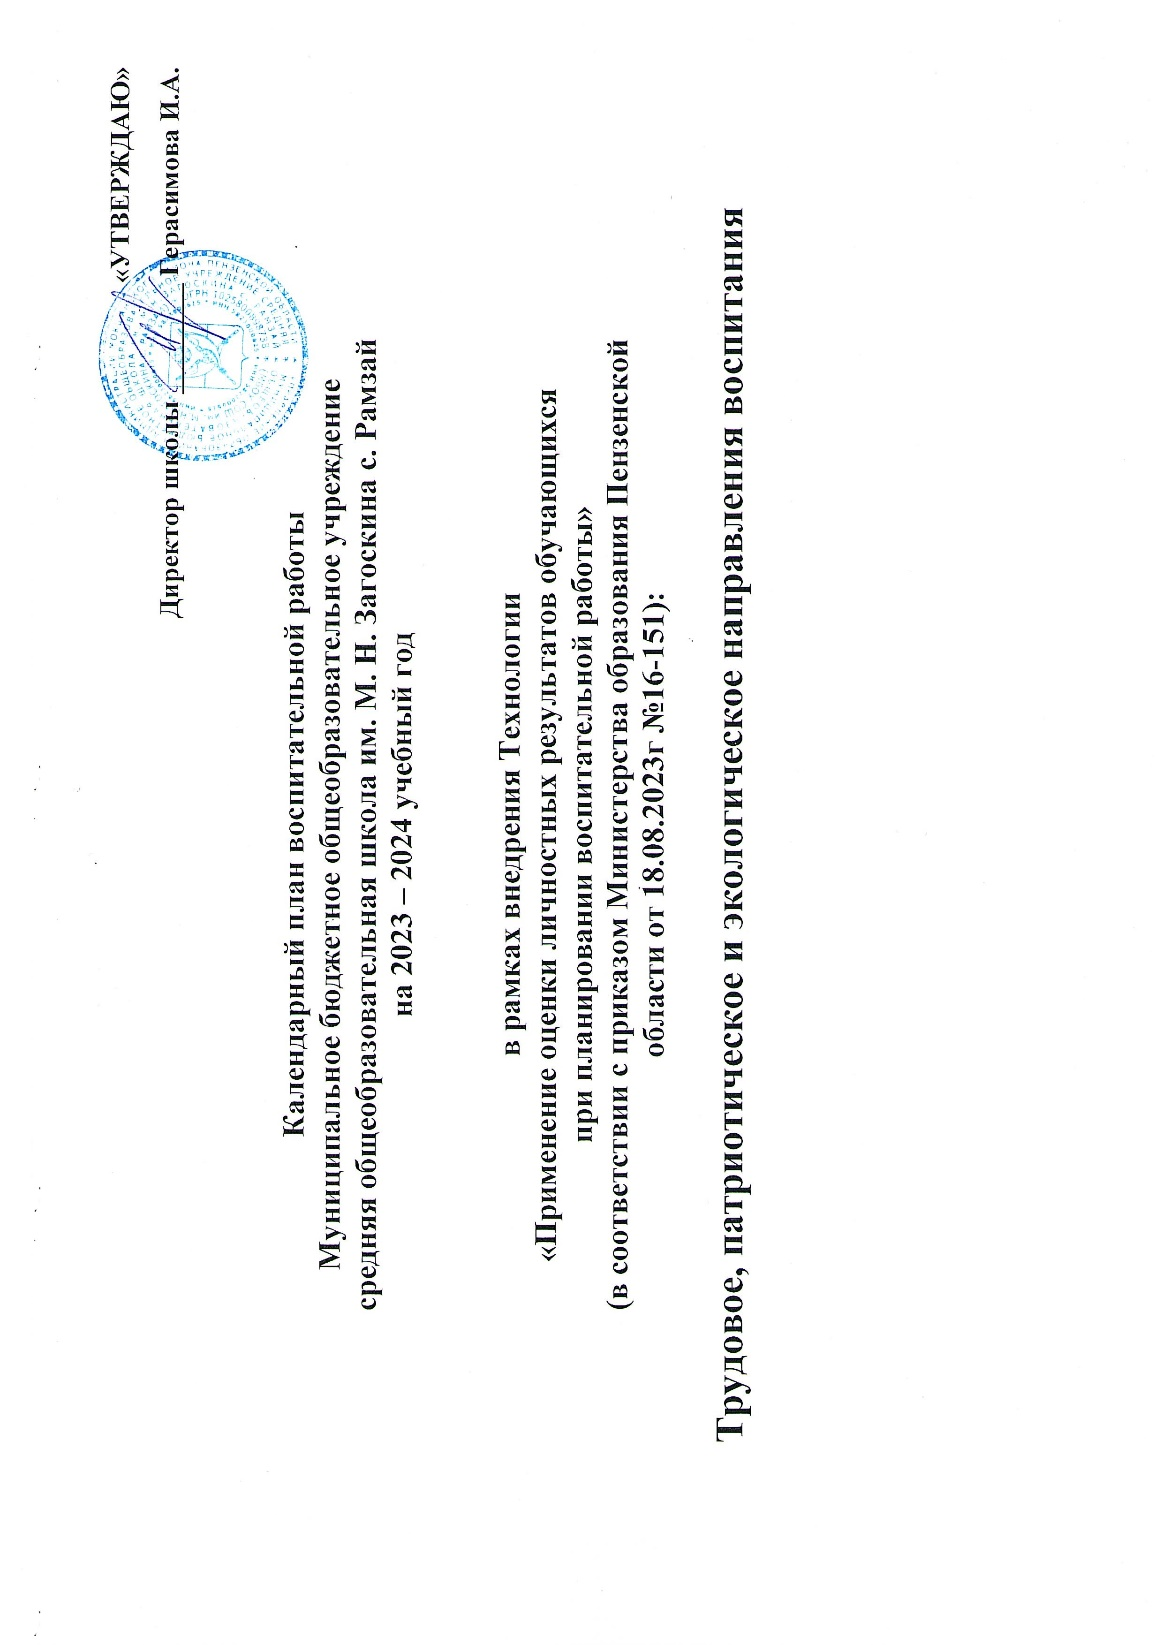 «УТВЕРЖДАЮ»
Директор школы Герасимова И.А.
Календарный план воспитательной работы
Муниципальное бюджетное общеобразовательное учреждение
средняя общеобразовательная школа им. М. Н. Загоскина с. Рамзай
на 2023 – 2024 учебный год
в рамках внедрения Технологии
«Применение оценки личностных результатов обучающихся
при планировании воспитательной работы»
(в соответствии с приказом Министерства образования Пензенской
области от 18.08.2023г №16-151):
Трудовое, патриотическое и экологическое направления воспитания